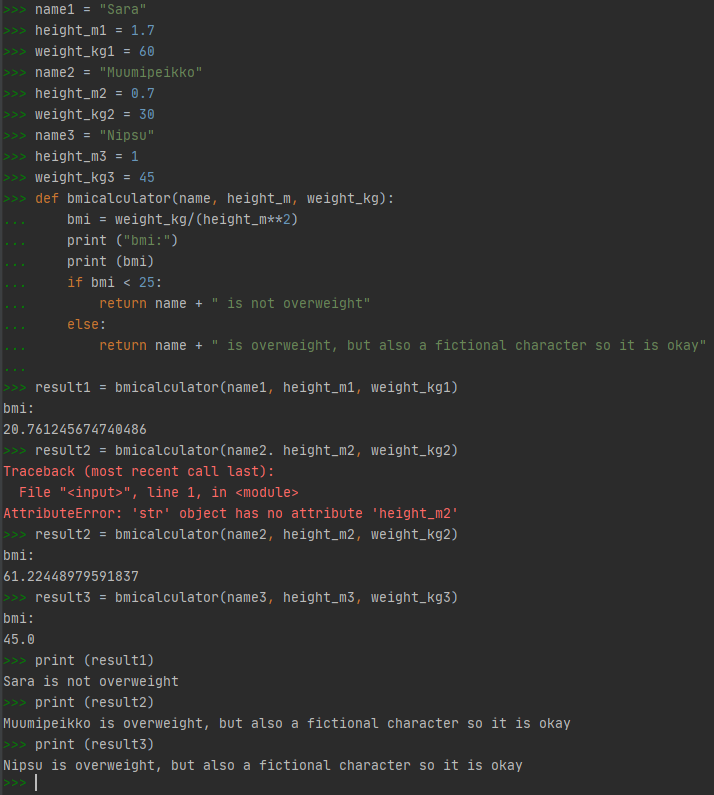 >>> name1 = "Sara"
>>> height_m1 = 1.7
>>> weight_kg1 = 60
>>> name2 = "Muumipeikko"
>>> height_m2 = 0.7
>>> weight_kg2 = 30
>>> name3 = "Nipsu"
>>> height_m3 = 1
>>> weight_kg3 = 45
>>> def bmicalculator(name, height_m, weight_kg):
...     bmi = weight_kg/(height_m**2)
...     print ("bmi:")
...     print (bmi)
...     if bmi < 25:
...         return name + " is not overweight"
...     else:
...         return name + " is overweight, but also a fictional character so it is okay"
...
>>> result1 = bmicalculator(name1, height_m1, weight_kg1)
bmi:
20.761245674740486
>>> result2 = bmicalculator(name2. height_m2, weight_kg2)
Traceback (most recent call last):
  File "<input>", line 1, in <module>
AttributeError: 'str' object has no attribute 'height_m2'
>>> result2 = bmicalculator(name2, height_m2, weight_kg2)
bmi:
61.22448979591837
>>> result3 = bmicalculator(name3, height_m3, weight_kg3)
bmi:
45.0
>>> print (result1)
Sara is not overweight
>>> print (result2)
Muumipeikko is overweight, but also a fictional character so it is okay
>>> print (result3)
Nipsu is overweight, but also a fictional character so it is okay
>>>